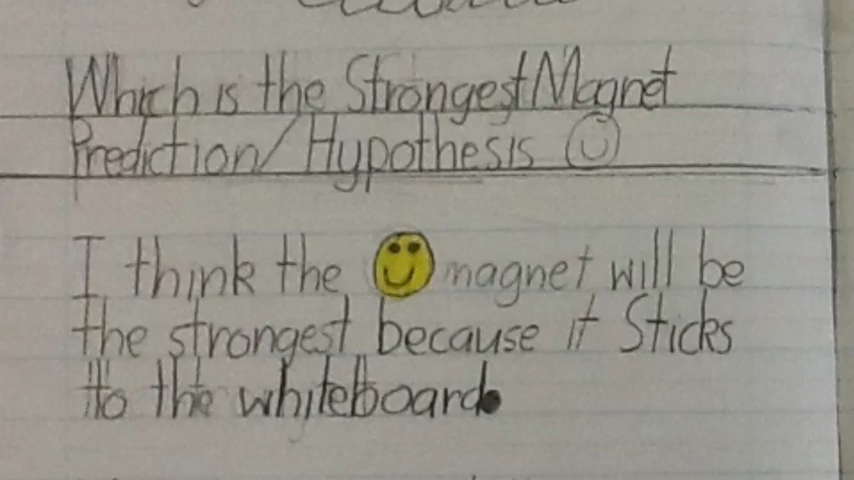 Which is the Strongest Magnet
Prediction/Hypothesis ☺
I think the 🙂 magnet will be
the strongest because it Sticks
to the whiteboard.